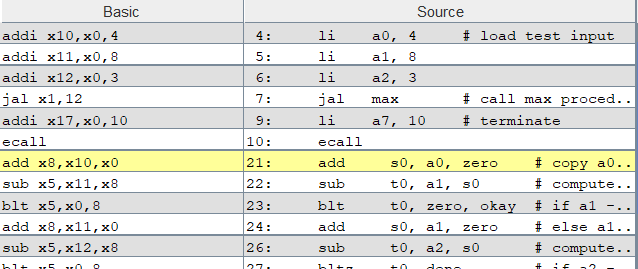 Basic Source
addi x10,x0,4 4: li a0, 4 # load test input
addi x11,x0,8 5: li a1, 8
addi x12,x0,3 6: li a2, 3
jal x1,12 7: jal max # call max proced..
addi x17,x0,10 9: li a7, 10 # terminate
ecall 10: ecall
add x8,x10,x0 21: add s0, a0, zero # copy a0..
sub x5,x11,x8 22: sub t0, a1, s0 # compute..
blt x5,x0,8 23: blt t0, zero, okay # if a1 -..
add x8,x11,x0 24: add s0, a1, zero # else a1..
sub x5,x12,x8 26: sub t0, a2, s0 # compute..
blt x5,x0,8 27: bltz t0, done # if a2 -..